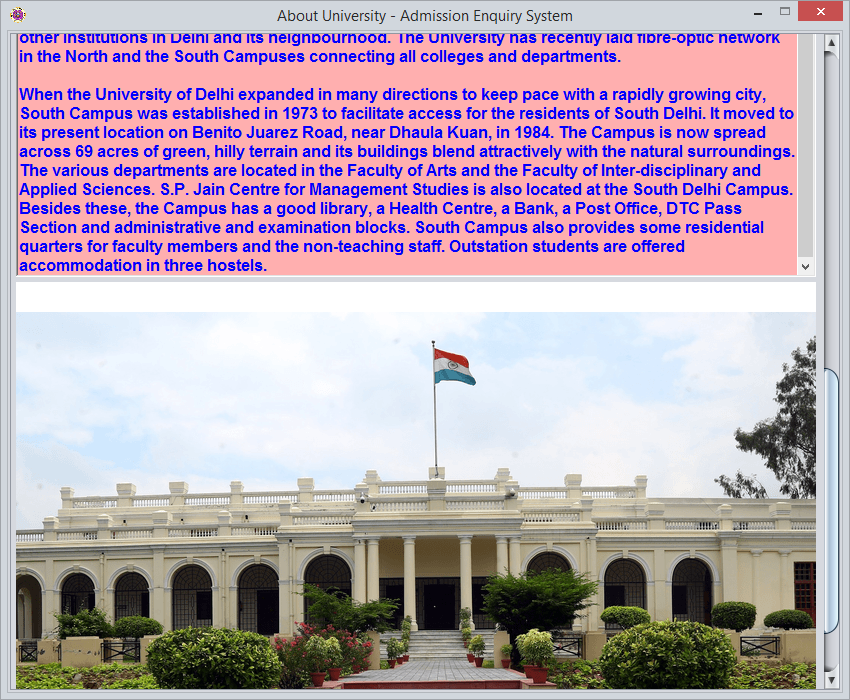 About University - Admission Enquiry System
other institutions in Delhi and its neighbourhood. The University has recently laid fibre-optic network
in the North and the South Campuses connecting all colleges and departments.
When the University of Delhi expanded in many directions to keep pace with a rapidly growing city,
South Campus was established in 1973 to facilitate access for the residents of South Delhi. It moved to
its present location on Benito Juarez Road, near Dhaula Kuan, in 1984. The Campus is now spread
across 69 acres of green, hilly terrain and its buildings blend attractively with the natural surroundings.
The various departments are located in the Faculty of Arts and the Faculty of Inter-disciplinary and
Applied Sciences. S.P. Jain Centre for Management Studies is also located at the South Delhi Campus.
Besides these, the Campus has a good library, a Health Centre, a Bank, a Post Office, DTC Pass
Section and administrative and examination blocks. South Campus also provides some residential
quarters for faculty members and the non-teaching staff. Outstation students are offered
accommodation in three hostels.